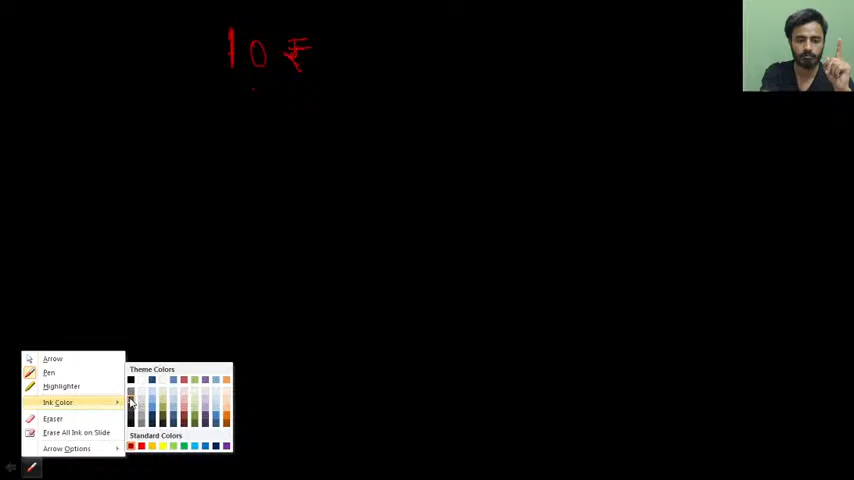 10 ₹
Arrow
Pen
Highlighter
Ink Color
Eraser
Erase All Ink on Slide
Arrow Options
Theme Colors
Standard Colors